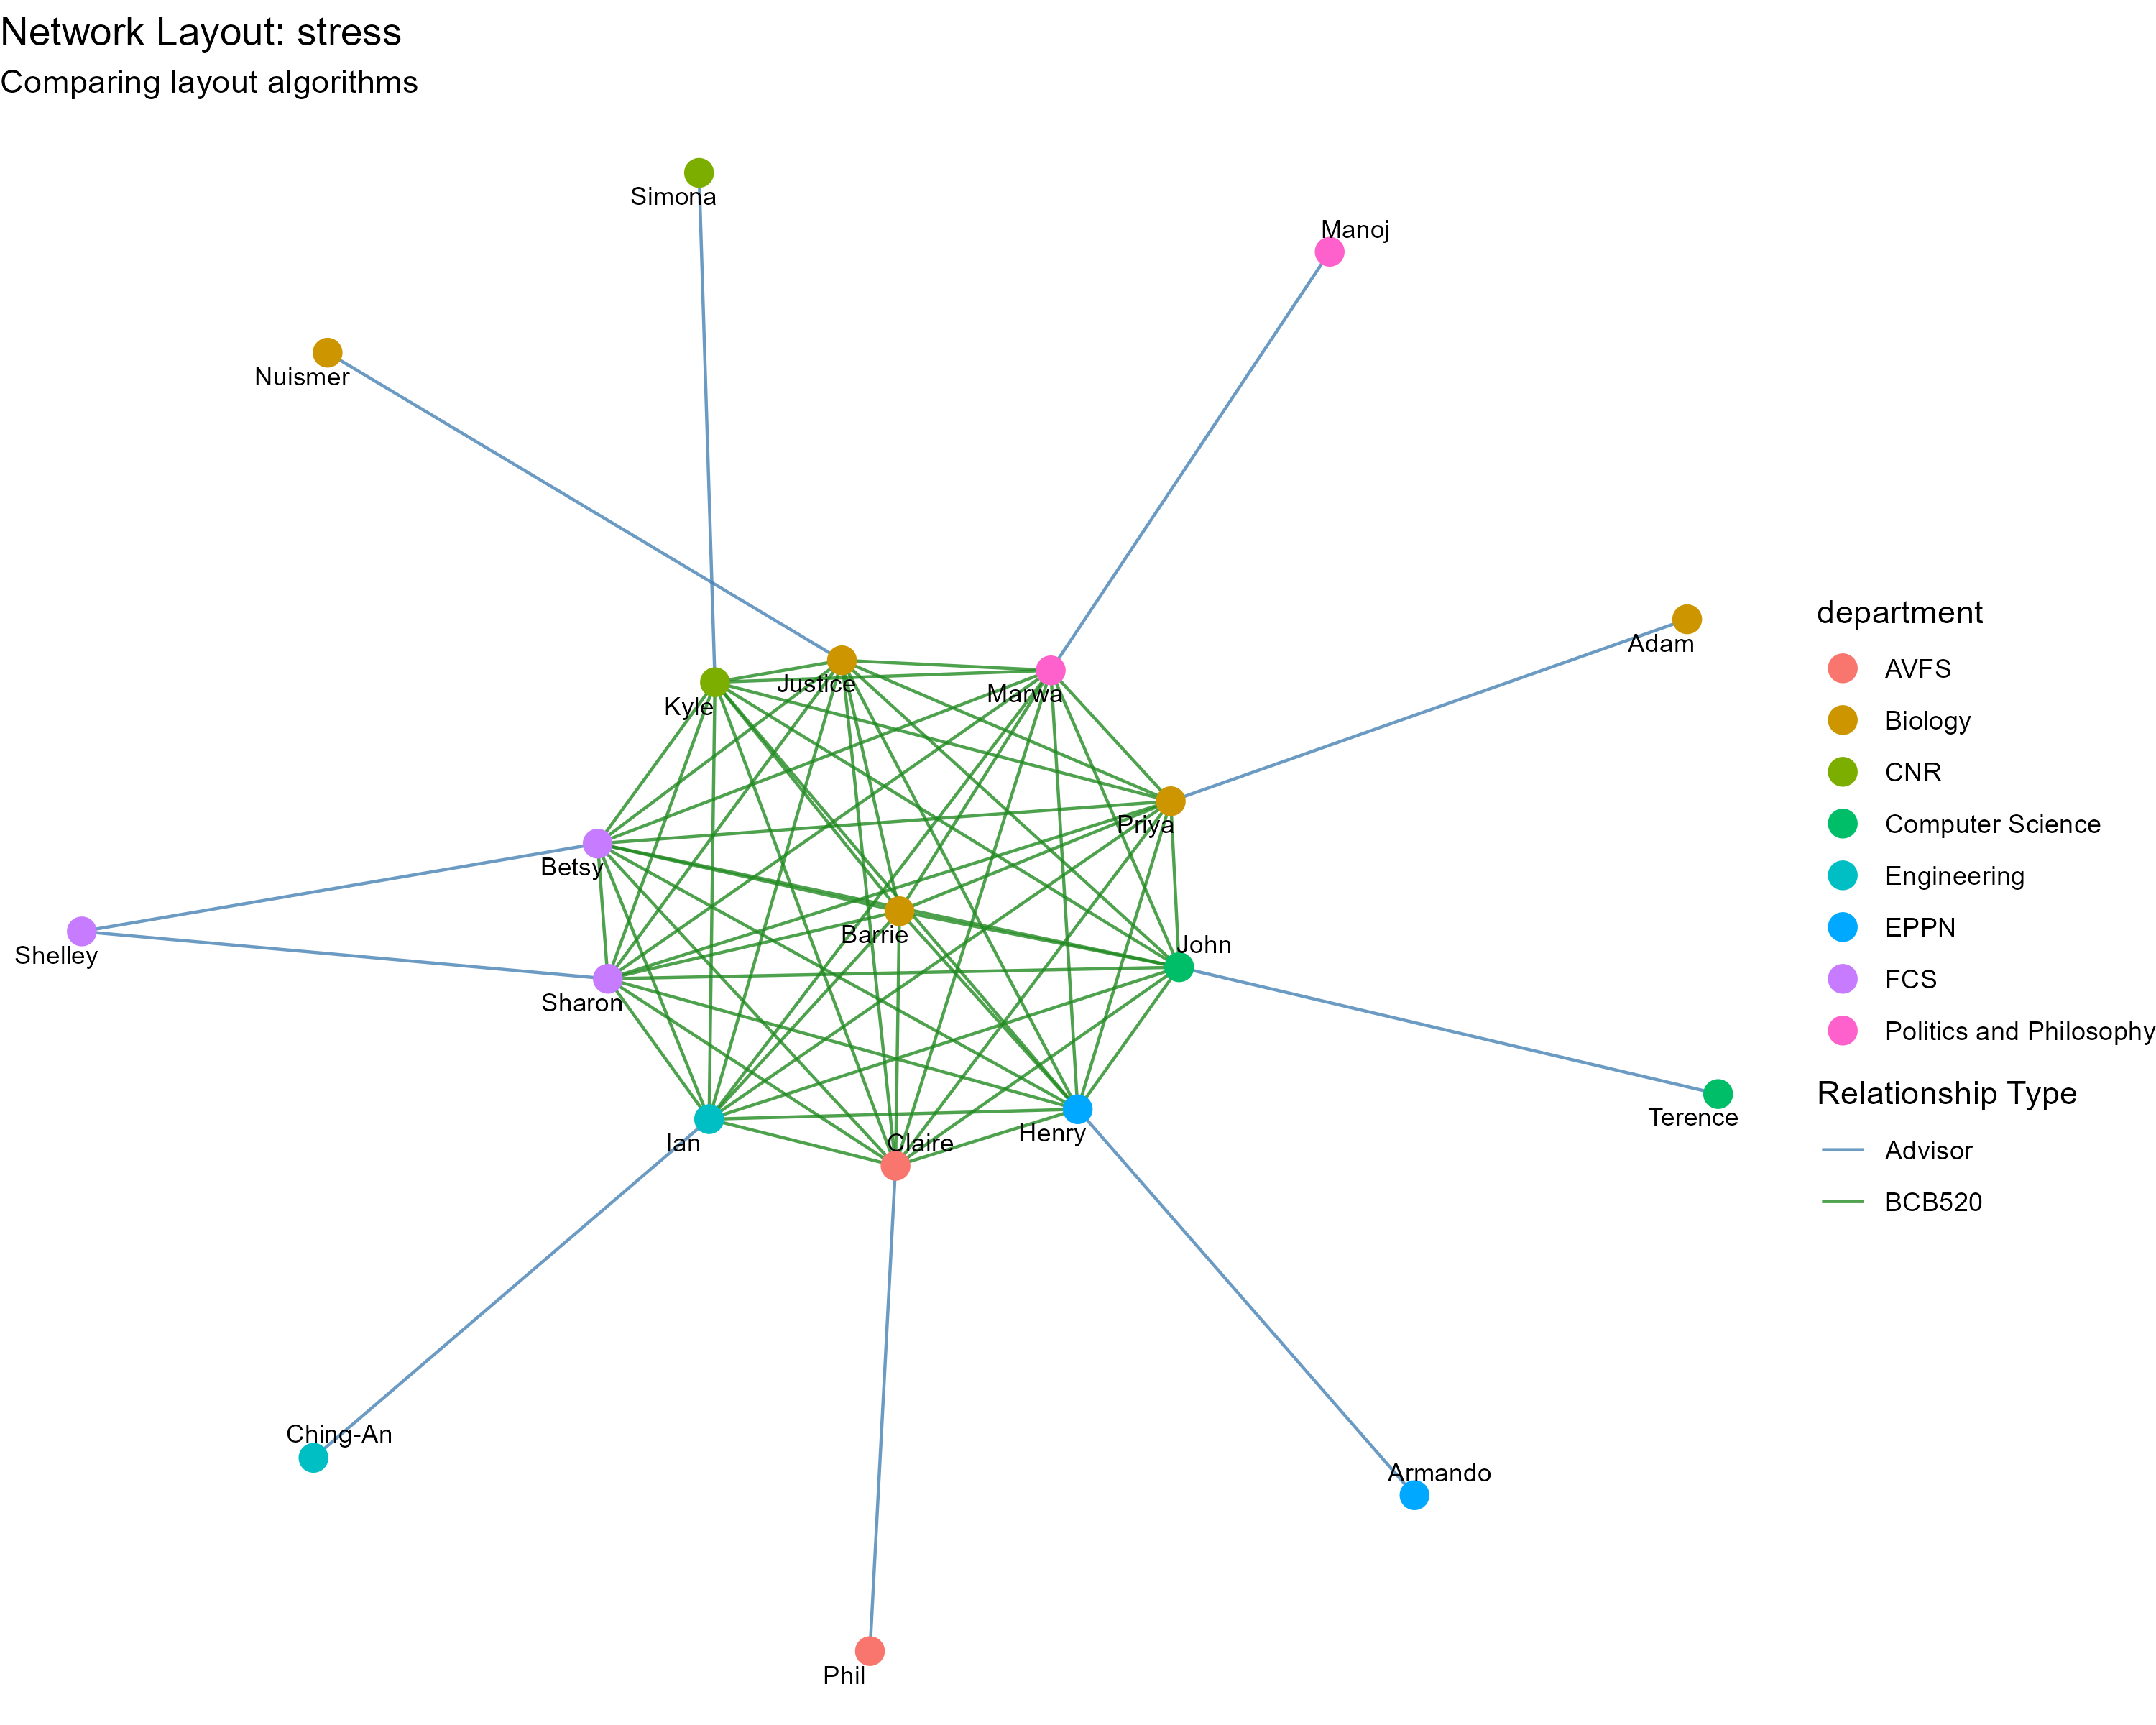 Network Layout: stress
Comparing layout algorithms
Simona
Manoj
Nuismer
Adam
Justice
Marwa
Kyle
Priya
Betsy
Barrie
John
Shelley
Sharon
Terence
Henry
Ian
Claire
Ching-An
Armando
Phil
department
AVFS
Biology
CNR
Computer Science
Engineering
EPPN
FCS
Politics and Philosophy
Relationship Type
Advisor
BCB520